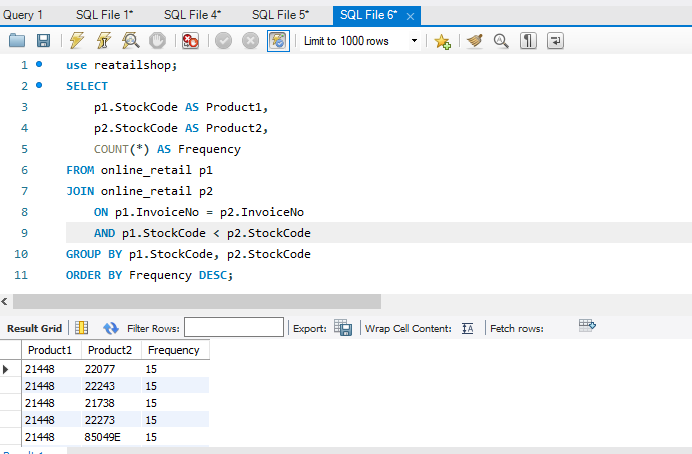 Query 1 SQL File 1* SQL File 4* SQL File 5* SQL File 6*
Limit to 1000 rows
1 use reatailshop;
2 SELECT
3 p1.StockCode AS Product1,
4 p2.StockCode AS Product2,
5 COUNT(*) AS Frequency
6 FROM online_retail p1
7 JOIN online_retail p2
8 ON p1.InvoiceNo = p2.InvoiceNo
9 AND p1.StockCode < p2.StockCode
10 GROUP BY p1.StockCode, p2.StockCode
11 ORDER BY Frequency DESC;
Result Grid Filter Rows: Export: Wrap Cell Content: Fetch rows:
Product1 Product2 Frequency
21448 22077 15
21448 22243 15
21448 21738 15
21448 22273 15
21448 85049E 15